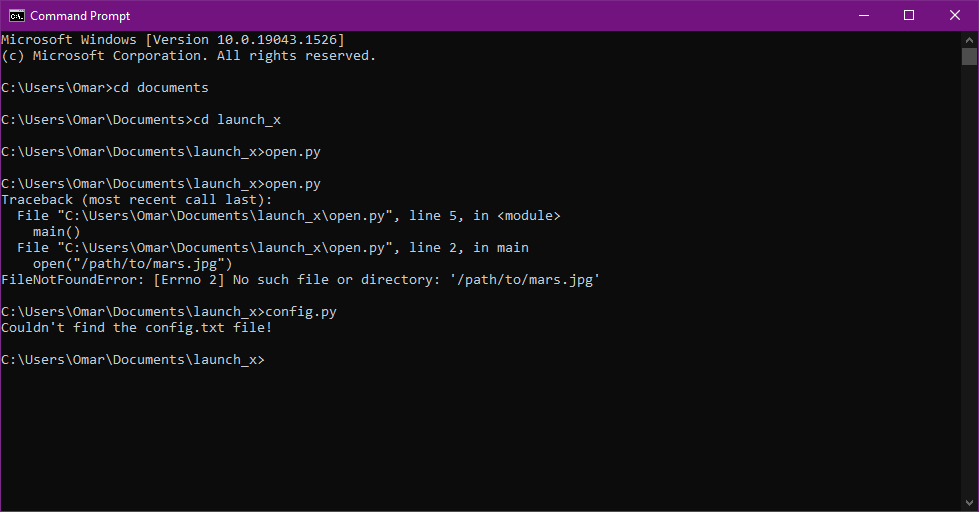 Command Prompt
Microsoft Windows [Version 10.0.19043.1526]
(c) Microsoft Corporation. All rights reserved.
C:\Users\Omar>cd documents
C:\Users\Omar\Documents>cd launch_x
C:\Users\Omar\Documents\launch_x>open.py
C:\Users\Omar\Documents\launch_x>open.py
Traceback (most recent call last):
  File "C:\Users\Omar\Documents\launch_x\open.py", line 5, in <module>
    main()
  File "C:\Users\Omar\Documents\launch_x\open.py", line 2, in main
    open("/path/to/mars.jpg")
FileNotFoundError: [Errno 2] No such file or directory: '/path/to/mars.jpg'
C:\Users\Omar\Documents\launch_x>config.py
Couldn't find the config.txt file!
C:\Users\Omar\Documents\launch_x>